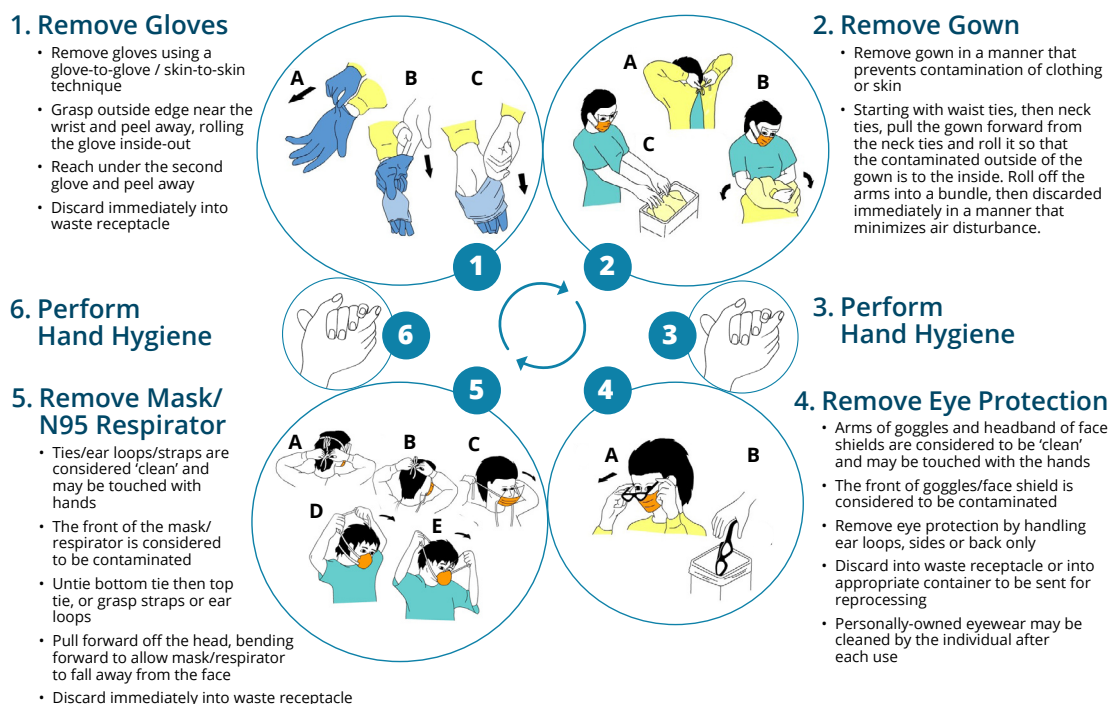 1. Remove Gloves
• Remove gloves using a
glove-to-glove / skin-to-skin
technique
• Grasp outside edge near the
wrist and peel away, rolling
the glove inside-out
• Reach under the second
glove and peel away
• Discard immediately into
waste receptacle
A
B
C
1
2. Remove Gown
• Remove gown in a manner that
prevents contamination of clothing
or skin
• Starting with waist ties, then neck
ties, pull the gown forward from
the neck ties and roll it so that
the contaminated outside of the
gown is to the inside. Roll off the
arms into a bundle, then discarded
immediately in a manner that
minimizes air disturbance.
A
B
C
2
3. Perform
Hand Hygiene
3
4. Remove Eye Protection
• Arms of goggles and headband of face
shields are considered to be ‘clean’
and may be touched with the hands
• The front of goggles/face shield is
considered to be contaminated
• Remove eye protection by handling
ear loops, sides or back only
• Discard into waste receptacle or into
appropriate container to be sent for
reprocessing
• Personally-owned eyewear may be
cleaned by the individual after
each use
A
B
4
5. Remove Mask/
N95 Respirator
• Ties/ear loops/straps are
considered ‘clean’ and
may be touched with
hands
• The front of the mask/
respirator is considered
to be contaminated
• Untie bottom tie then top
tie, or grasp straps or ear
loops
• Pull forward off the head, bending
forward to allow mask/respirator
to fall away from the face
• Discard immediately into waste receptacle
A
B
C
D
E
5
6. Perform
Hand Hygiene
6